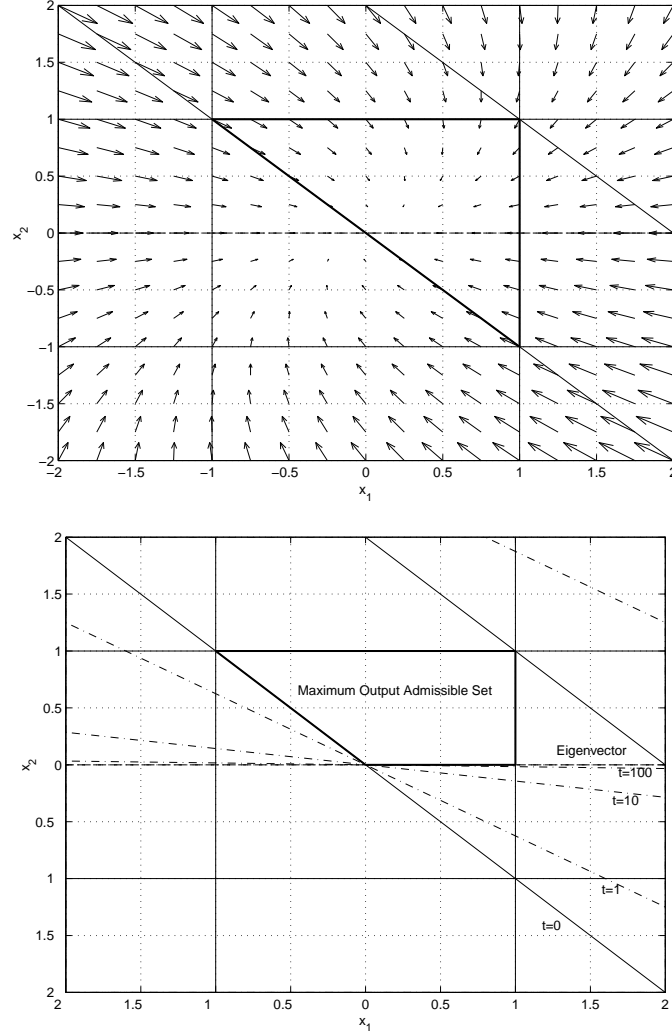 2
1.5
1
0.5
x2
0
−0.5
−1
−1.5
−2
−2 −1.5 −1 −0.5 0 0.5 1 1.5 2
x1
2
1.5
1
Maximum Output Admissible Set
0.5
Eigenvector
x2
0
t=100
t=10
0.5
1
t=1
t=0
1.5
2
2 1.5 1 0.5 0 0.5 1 1.5 2
x1